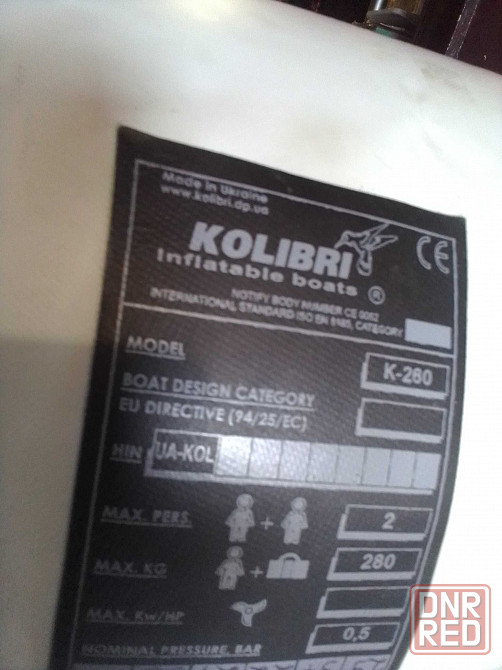 Made in Ukraine
www.kolibri.dp.ua
KOLIBRI
CE
Inflatable boats ®
NOTIFY BODY NUMBER CE 0062
INTERNATIONAL STANDARD ISO EN 6185, CATEGORY
MODEL K-260
BOAT DESIGN CATEGORY
EU DIRECTIVE (94/25/EC)
HIN UA-KOL
MAX. PERS. + 2
MAX. KG + 280
MAX. Kw/HP
NOMINAL PRESSURE, BAR 0,5
DNR
RED